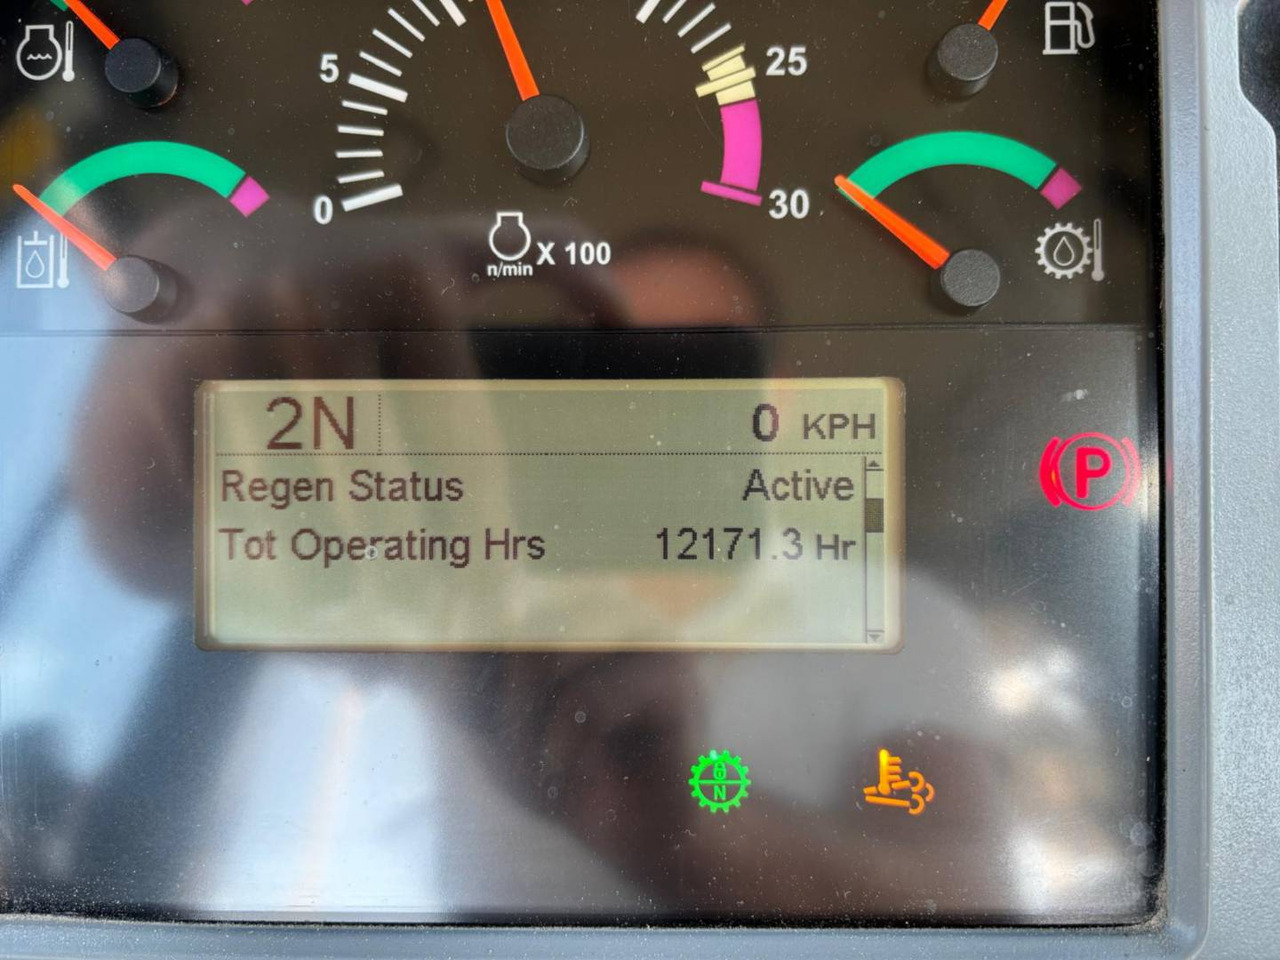 5
25
0
30
n/min X 100
2N 0 KPH
Regen Status Active
Tot Operating Hrs 12171.3 Hr
P
N